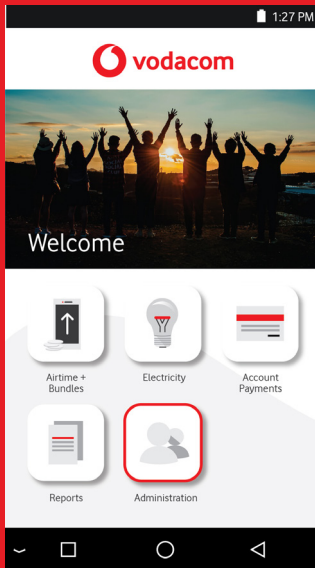 1:27 PM
vodacom
Welcome
Airtime +
Bundles
Electricity
Account
Payments
Reports
Administration